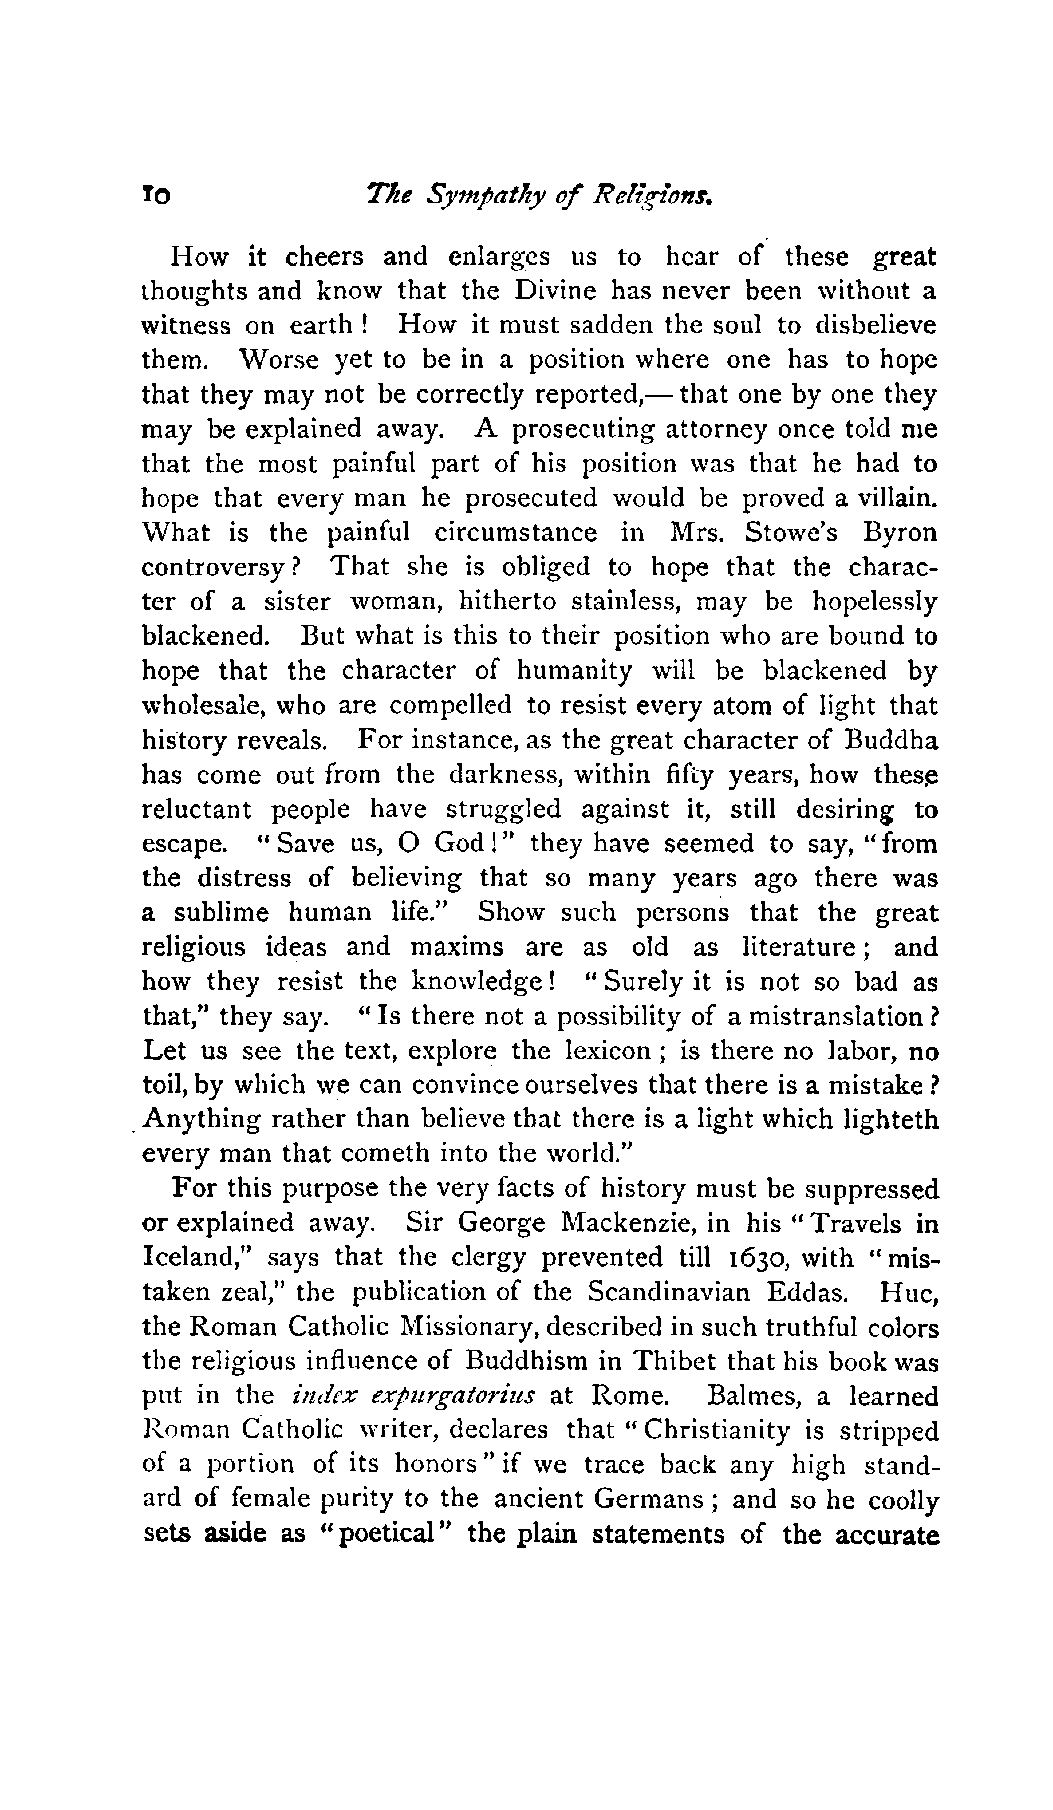 10 The Sympathy of Religions.
How it cheers and enlarges us to hear of these great
thoughts and know that the Divine has never been without a
witness on earth! How it must sadden the soul to disbelieve
them. Worse yet to be in a position where one has to hope
that they may not be correctly reported,—that one by one they
may be explained away. A prosecuting attorney once told me
that the most painful part of his position was that he had to
hope that every man he prosecuted would be proved a villain.
What is the painful circumstance in Mrs. Stowe's Byron
controversy? That she is obliged to hope that the charac-
ter of a sister woman, hitherto stainless, may be hopelessly
blackened. But what is this to their position who are bound to
hope that the character of humanity will be blackened by
wholesale, who are compelled to resist every atom of light that
history reveals. For instance, as the great character of Buddha
has come out from the darkness, within fifty years, how these
reluctant people have struggled against it, still desiring to
escape. "Save us, O God!" they have seemed to say, "from
the distress of believing that so many years ago there was
a sublime human life." Show such persons that the great
religious ideas and maxims are as old as literature; and
how they resist the knowledge! "Surely it is not so bad as
that," they say. "Is there not a possibility of a mistranslation?
Let us see the text, explore the lexicon; is there no labor, no
toil, by which we can convince ourselves that there is a mistake?
Anything rather than believe that there is a light which lighteth
every man that cometh into the world."
For this purpose the very facts of history must be suppressed
or explained away. Sir George Mackenzie, in his "Travels in
Iceland," says that the clergy prevented till 1630, with "mis-
taken zeal," the publication of the Scandinavian Eddas. Huc,
the Roman Catholic Missionary, described in such truthful colors
the religious influence of Buddhism in Thibet that his book was
put in the index expurgatorius at Rome. Balmes, a learned
Roman Catholic writer, declares that "Christianity is stripped
of a portion of its honors" if we trace back any high stand-
ard of female purity to the ancient Germans; and so he coolly
sets aside as "poetical" the plain statements of the accurate